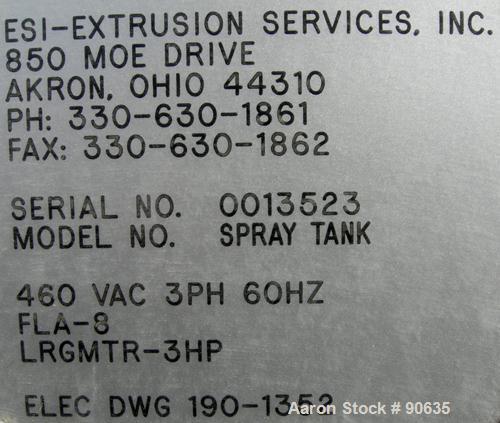 ESI-EXTRUSION SERVICES, INC.
850 MOE DRIVE
AKRON, OHIO 44310
PH: 330-630-1861
FAX: 330-630-1862
SERIAL NO. 0013523
MODEL NO. SPRAY TANK
460 VAC 3PH 60HZ
FLA-8
LRGMTR-3HP
ELEC DWG 190-1352
Aaron Stock # 90635